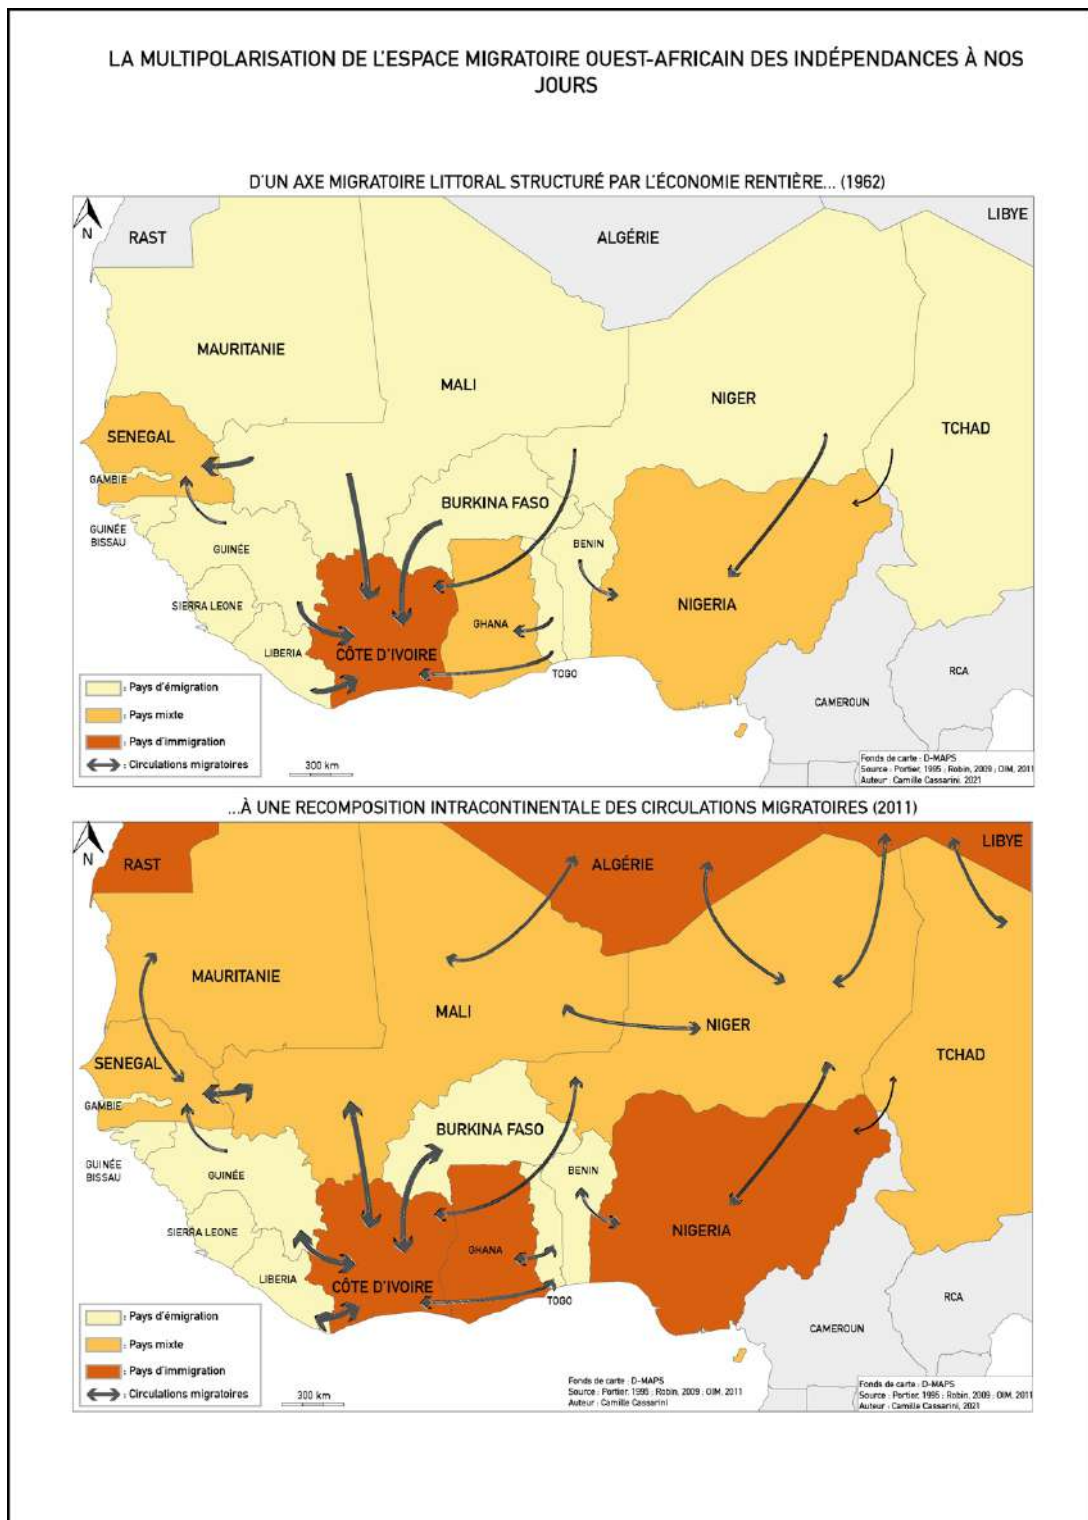 LA MULTIPOLARISATION DE L'ESPACE MIGRATOIRE OUEST-AFRICAIN DES INDÉPENDANCES À NOS
JOURS
D'UN AXE MIGRATOIRE LITTORAL STRUCTURÉ PAR L'ÉCONOMIE RENTIÈRE... (1962)
N
RAST
ALGÉRIE
LIBYE
MAURITANIE
MALI
NIGER
TCHAD
SENEGAL
GAMBIE
GUINÉE
BISSAU
GUINÉE
BURKINA FASO
BENIN
SIERRA LEONE
LIBERIA
CÔTE D'IVOIRE
GHANA
TOGO
NIGERIA
CAMEROUN
RCA
: Pays d'émigration
: Pays mixte
: Pays d'immigration
: Circulations migratoires
300 km
Fonds de carte : D-MAPS
Source : Portier, 1995 ; Robin, 2009 ; OIM, 2011
Auteur : Camille Cassarini, 2021
...À UNE RECOMPOSITION INTRACONTINENTALE DES CIRCULATIONS MIGRATOIRES (2011)
N
RAST
ALGÉRIE
LIBYE
MAURITANIE
MALI
NIGER
TCHAD
SENEGAL
GAMBIE
GUINÉE
BISSAU
GUINÉE
BURKINA FASO
BENIN
SIERRA LEONE
LIBERIA
CÔTE D'IVOIRE
GHANA
TOGO
NIGERIA
CAMEROUN
RCA
: Pays d'émigration
: Pays mixte
: Pays d'immigration
: Circulations migratoires
300 km
Fonds de carte : D-MAPS
Source : Portier, 1995 ; Robin, 2009 ; OIM, 2011
Auteur : Camille Cassarini
Fonds de carte : D-MAPS
Source : Portier, 1995 ; Robin, 2009 ; OIM, 2011
Auteur : Camille Cassarini, 2021